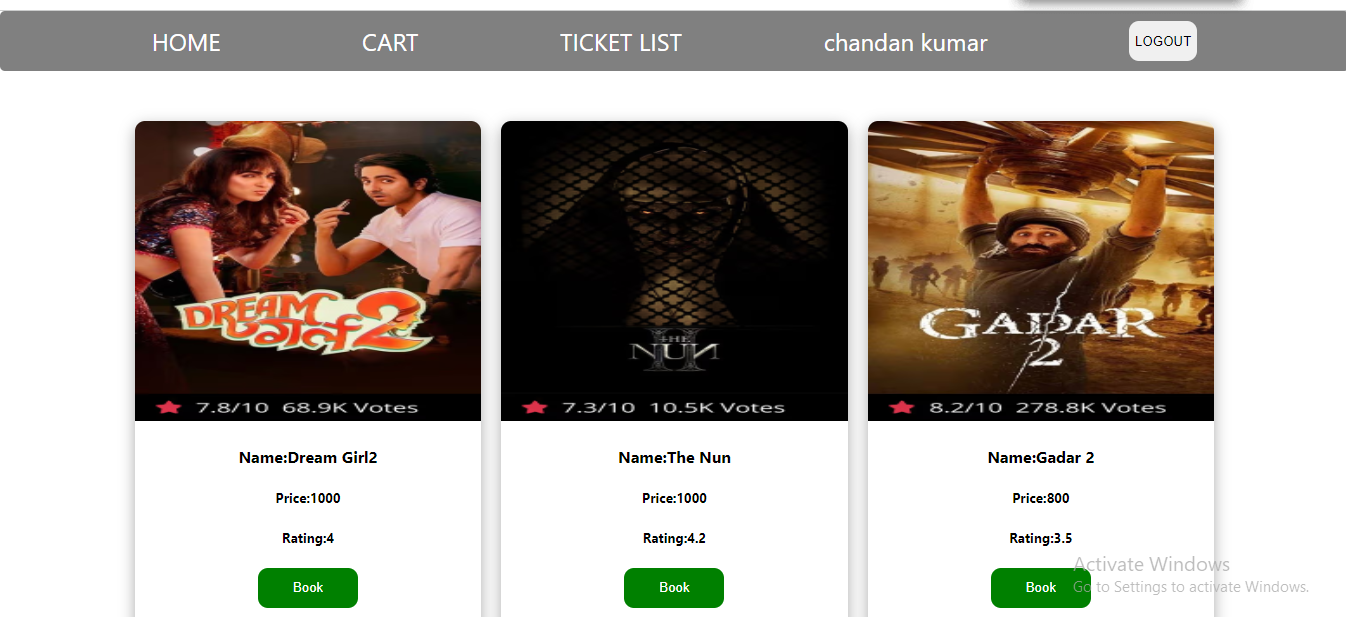 HOME CART TICKET LIST chandan kumar LOGOUT
DREAM
गर्ल 2
7.8/10 68.9K Votes
THE
NUN
II
7.3/10 10.5K Votes
GADAR
2
8.2/10 278.8K Votes
Name:Dream Girl2
Price:1000
Rating:4
Book
Name:The Nun
Price:1000
Rating:4.2
Book
Name:Gadar 2
Price:800
Rating:3.5
Book
Activate Windows
Go to Settings to activate Windows.